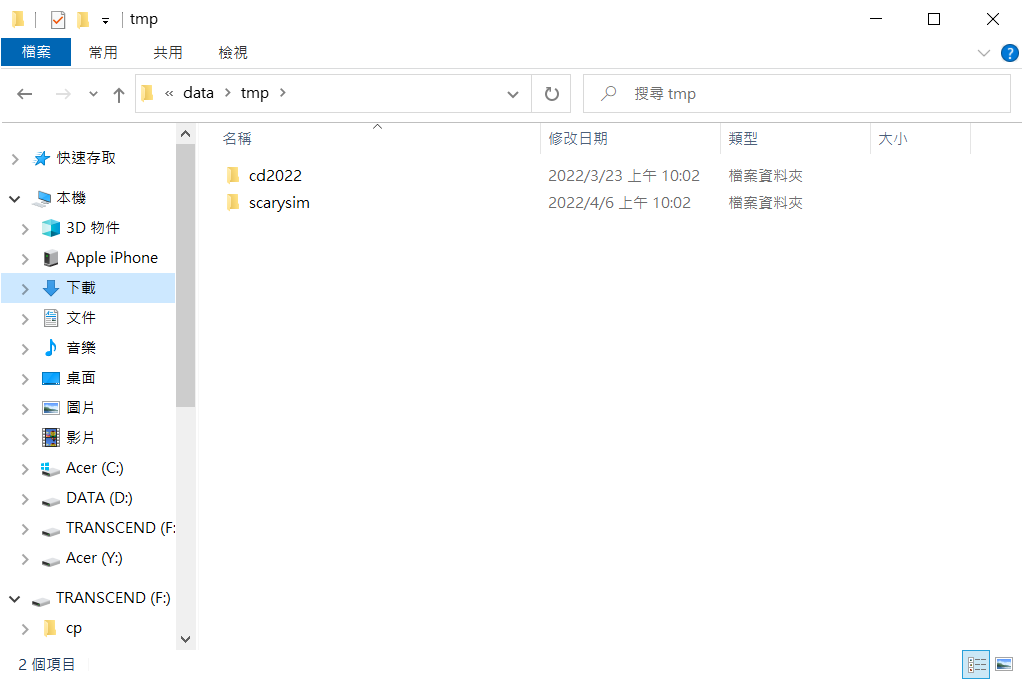 tmp
檔案 常用 共用 檢視 ?
« data > tmp > 搜尋 tmp
名稱 修改日期 類型 大小
cd2022 2022/3/23 上午 10:02 檔案資料夾
scarysim 2022/4/6 上午 10:02 檔案資料夾
快速存取
本機
3D 物件
Apple iPhone
下載
文件
音樂
桌面
圖片
影片
Acer (C:)
DATA (D:)
TRANSCEND (F:
Acer (Y:)
TRANSCEND (F:)
cp
2 個項目